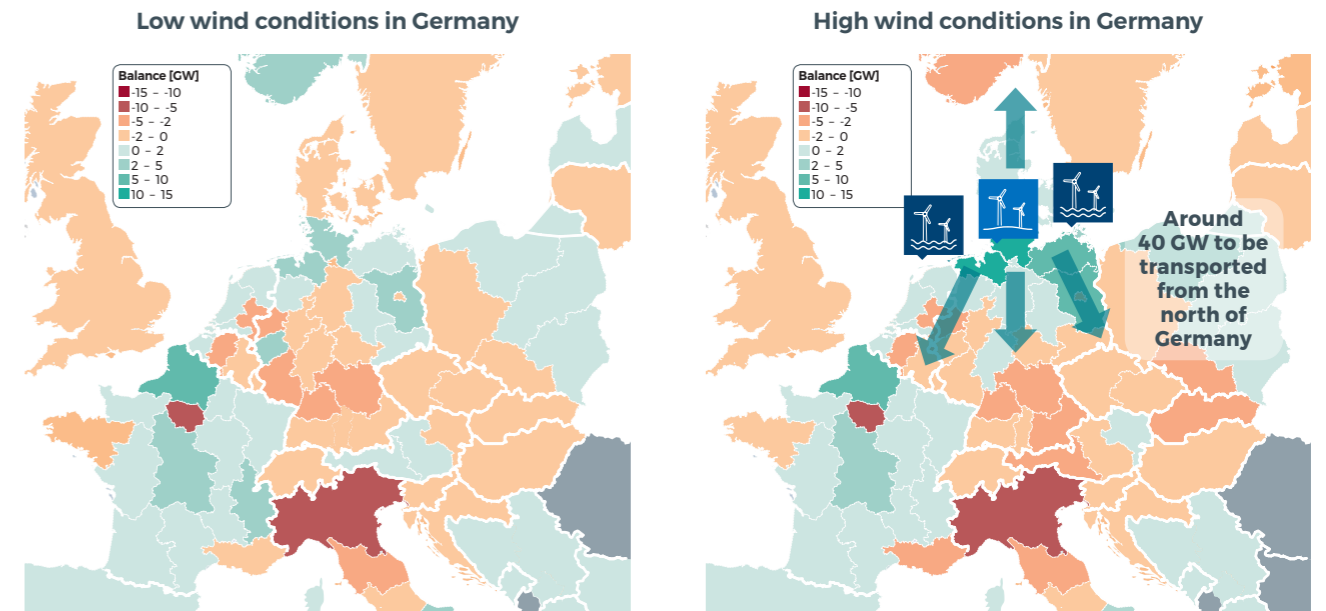 Low wind conditions in Germany
Balance [GW]
-15 - -10
-10 - -5
-5 - -2
-2 - 0
0 - 2
2 - 5
5 - 10
10 - 15
High wind conditions in Germany
Balance [GW]
-15 - -10
-10 - -5
-5 - -2
-2 - 0
0 - 2
2 - 5
5 - 10
10 - 15
Around
40 GW to be
transported
from the
north of
Germany